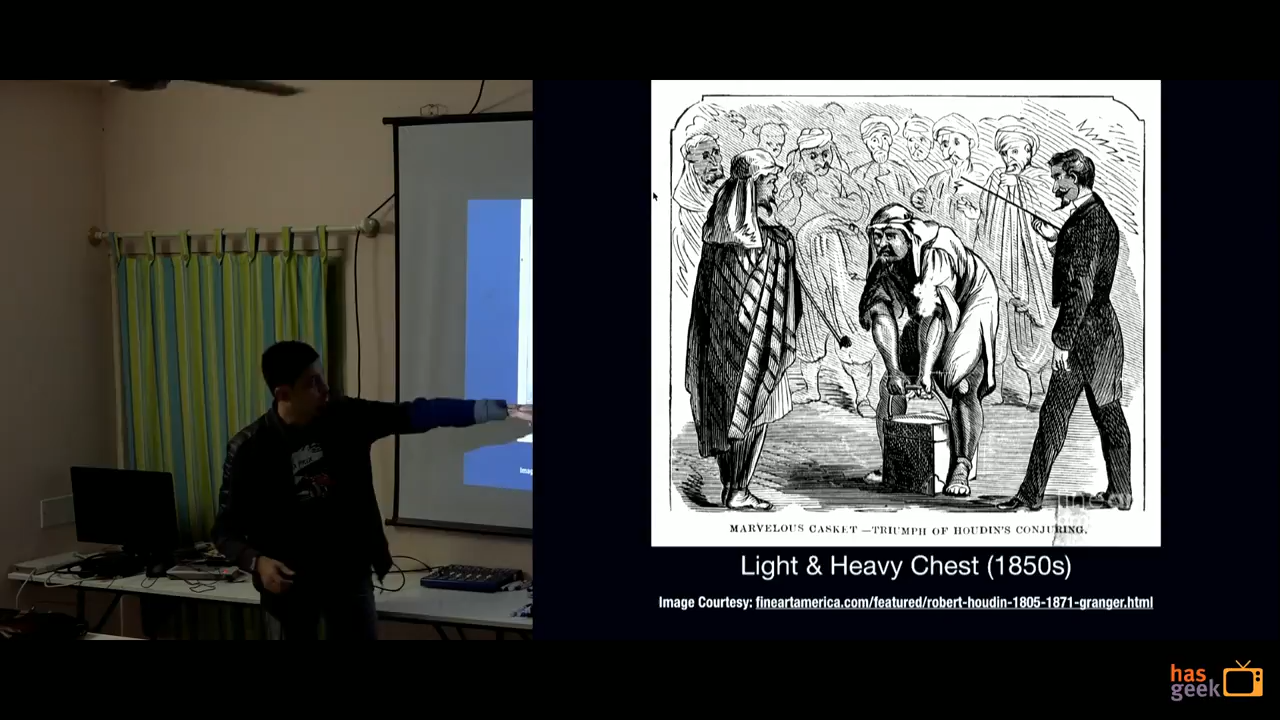 MARVELOUS CASKET —TRIUMPH OF HOUDIN'S CONJURING.
Light & Heavy Chest (1850s)
Image Courtesy: fineartamerica.com/featured/robert-houdin-1805-1871-granger.html
Imag
has
geek